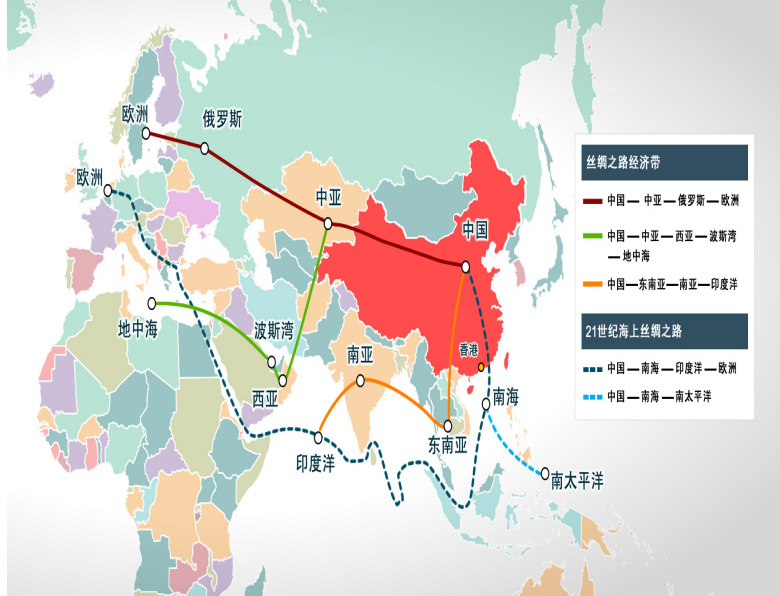 欧洲
俄罗斯
欧洲
中亚
中国
地中海
波斯湾
西亚
南亚
香港
印度洋
东南亚
南海
南太平洋
丝绸之路经济带
中国 — 中亚 — 俄罗斯 — 欧洲
中国 — 中亚 — 西亚 — 波斯湾
— 地中海
中国—东南亚—南亚—印度洋
21世纪海上丝绸之路
中国 — 南海 — 印度洋 — 欧洲
中国 — 南海 — 南太平洋